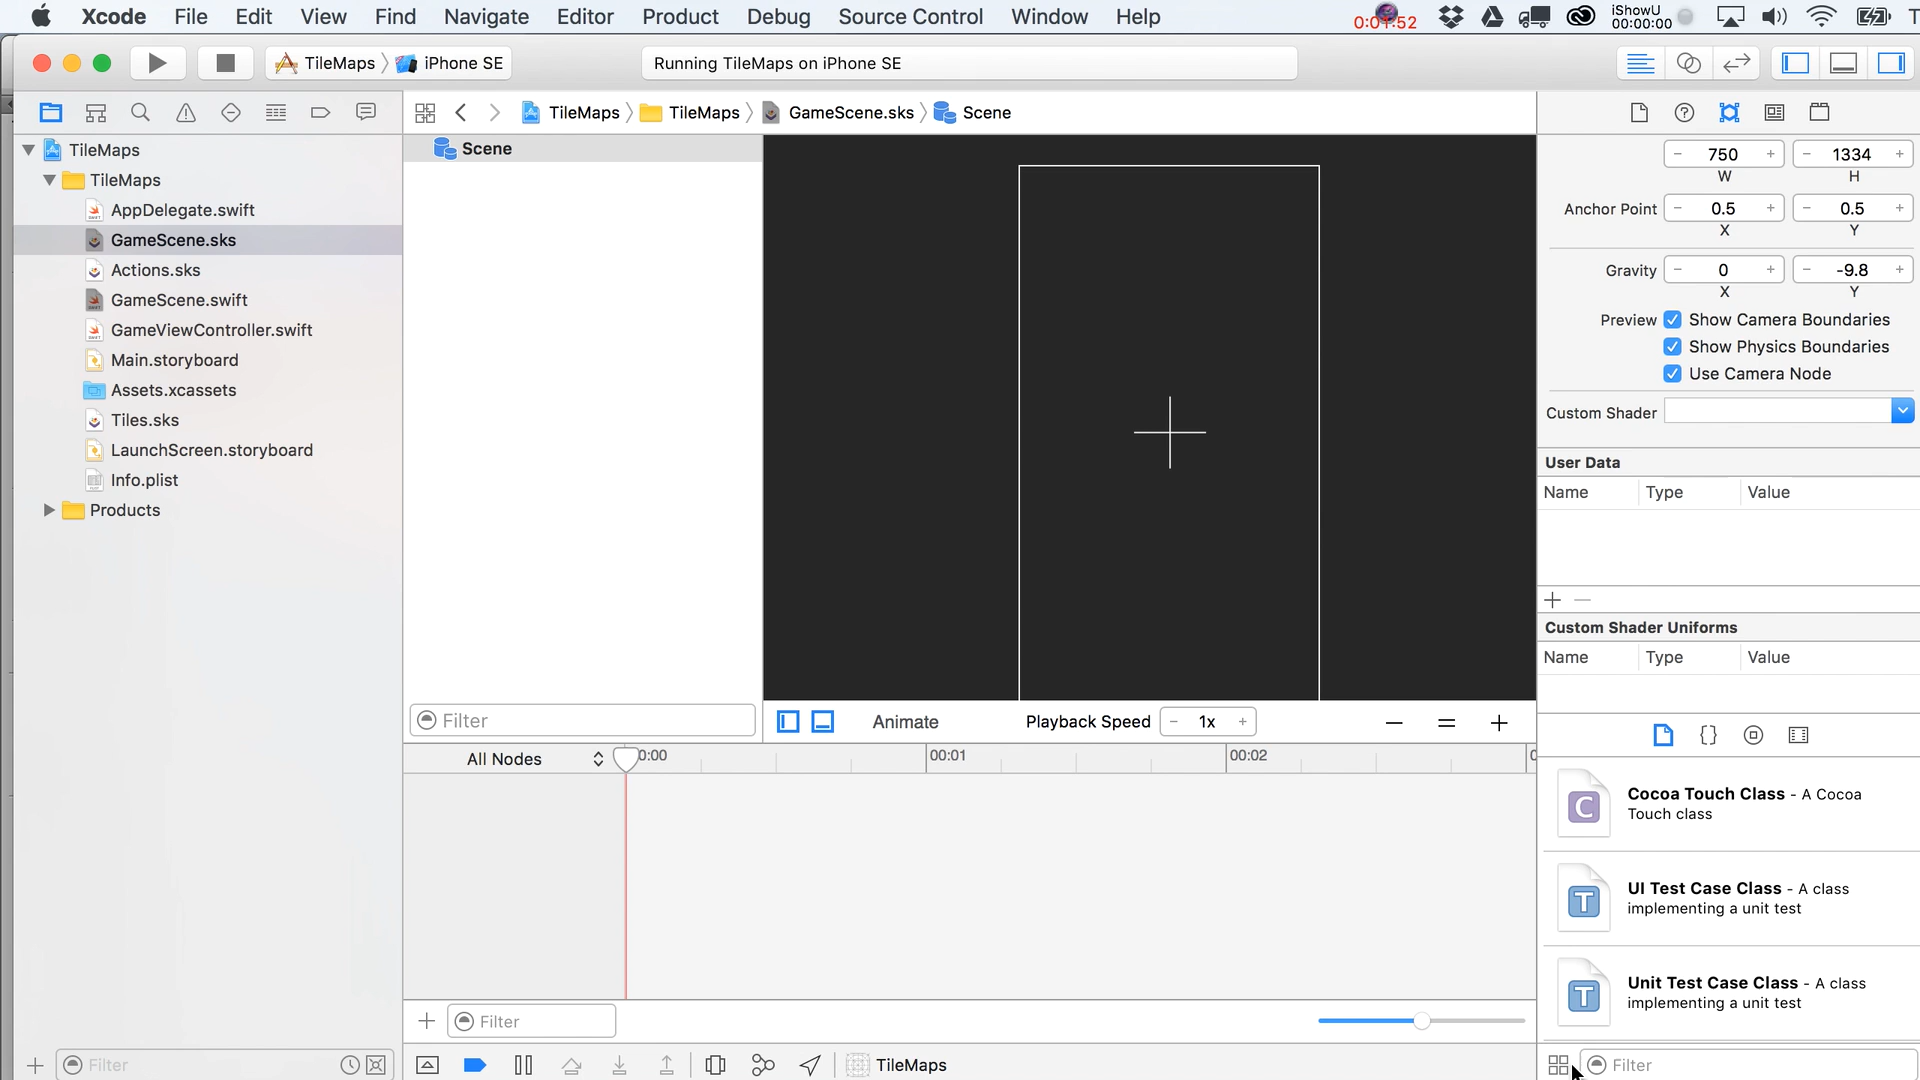 Xcode File Edit View Find Navigate Editor Product Debug Source Control Window Help
0:01:52
iShowU
00:00:00
TileMaps iPhone SE
Running TileMaps on iPhone SE
TileMaps TileMaps GameScene.sks Scene
TileMaps
TileMaps
AppDelegate.swift
GameScene.sks
Actions.sks
GameScene.swift
GameViewController.swift
Main.storyboard
Assets.xcassets
Tiles.sks
LaunchScreen.storyboard
Info.plist
Products
Filter
Scene
Filter
Animate
Playback Speed
1x
All Nodes
0:00
00:01
00:02
Filter
TileMaps
750 1334
W H
Anchor Point 0.5 0.5
X Y
Gravity 0 -9.8
X Y
Preview Show Camera Boundaries
Show Physics Boundaries
Use Camera Node
Custom Shader
User Data
Name Type Value
Custom Shader Uniforms
Name Type Value
{}
C
Cocoa Touch Class - A Cocoa
Touch class
T
UI Test Case Class - A class
implementing a unit test
T
Unit Test Case Class - A class
implementing a unit test
Filter